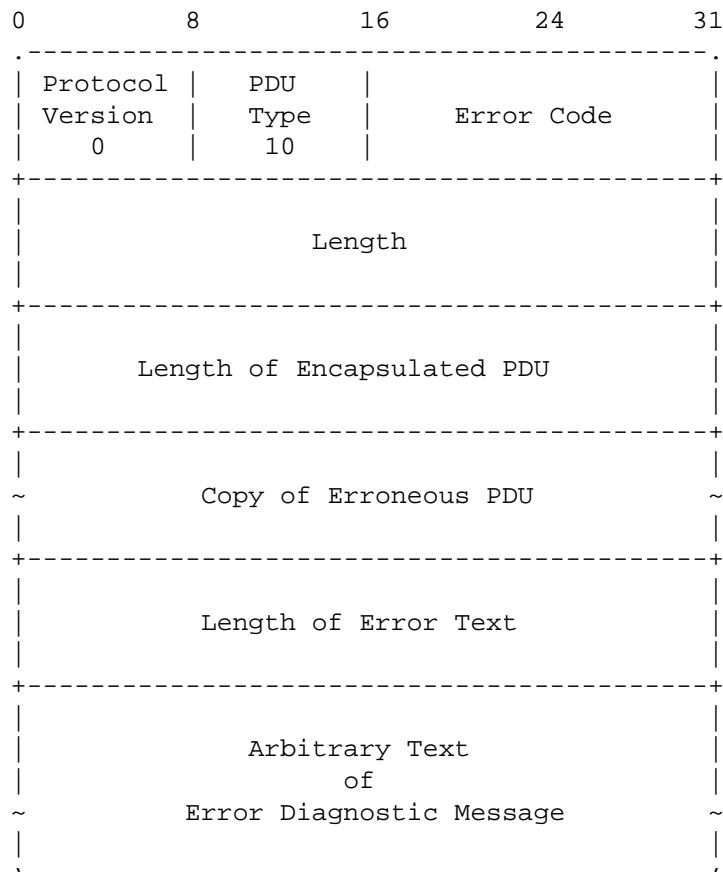 0          8          16         24        31
.-------------------------------------------.
| Protocol |   PDU    |                     |
| Version  |   Type   |     Error Code      |
|    0     |    10    |                     |
+-------------------------------------------+
|                                           |
|                  Length                   |
|                                           |
+-------------------------------------------+
|                                           |
|       Length of Encapsulated PDU          |
|                                           |
+-------------------------------------------+
|                                           |
~           Copy of Erroneous PDU           ~
|                                           |
+-------------------------------------------+
|                                           |
|           Length of Error Text            |
|                                           |
+-------------------------------------------+
|                                           |
|              Arbitrary Text               |
|                    of                     |
~          Error Diagnostic Message         ~
|                                           |